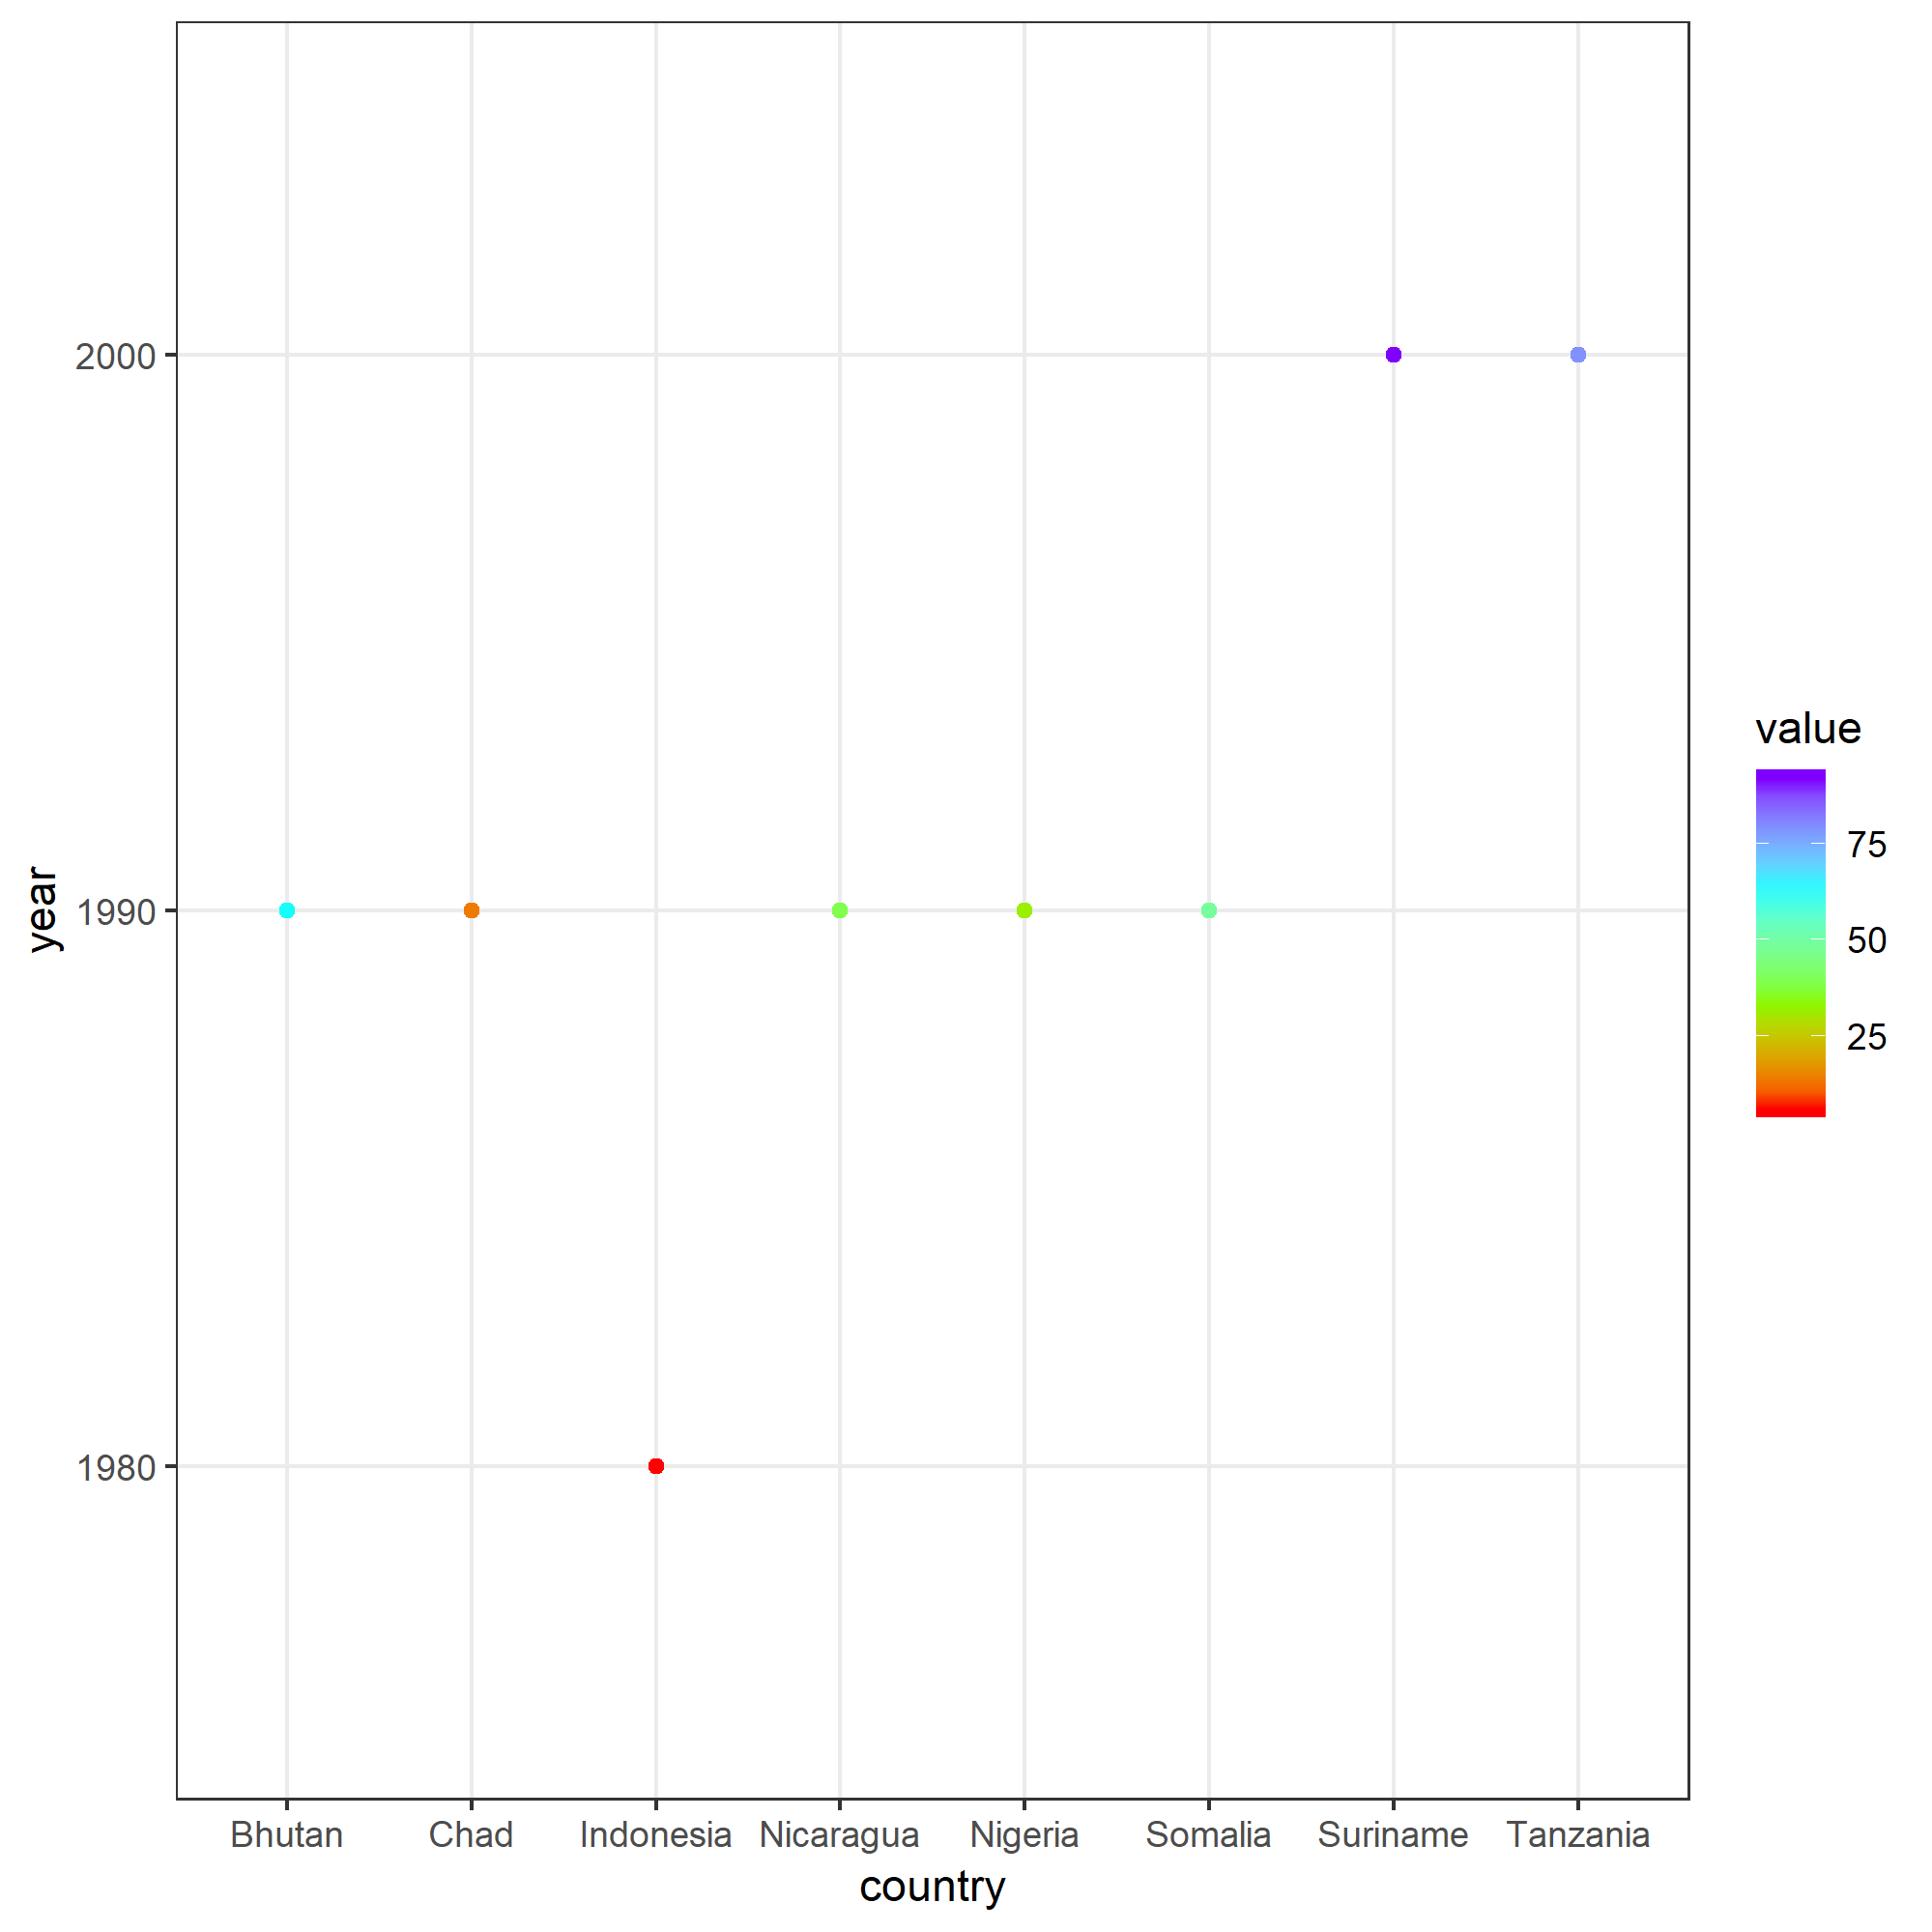 2000
1990
1980
year
Bhutan Chad Indonesia Nicaragua Nigeria Somalia Suriname Tanzania
country
value
75
50
25